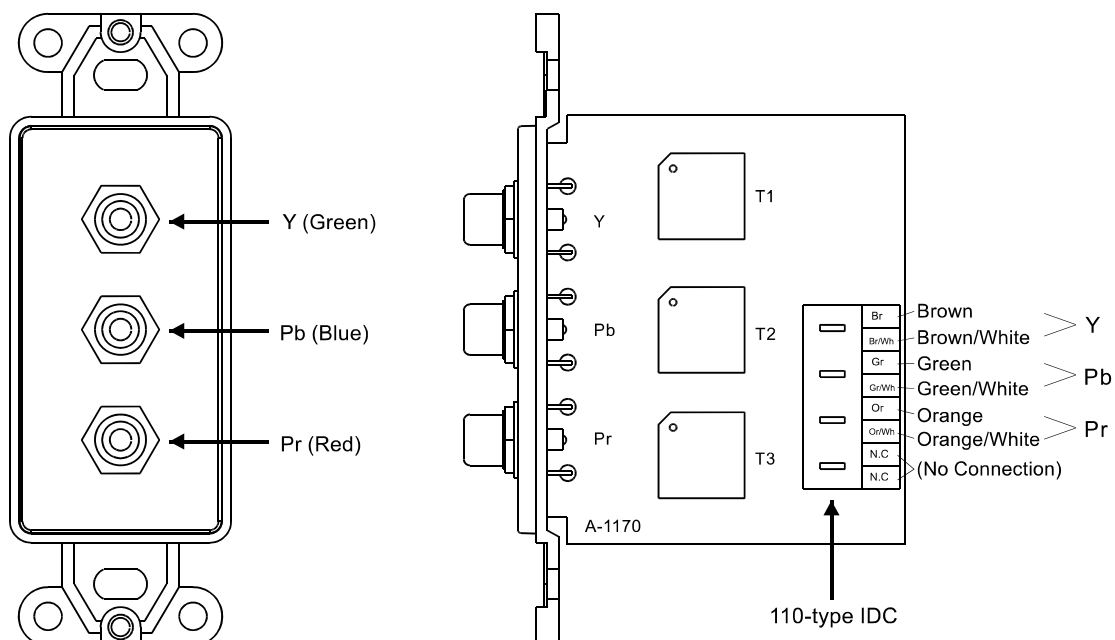 Y (Green)
Pb (Blue)
Pr (Red)
Y
Pb
Pr
T1
T2
T3
A-1170
Br
Br/Wh
Gr
Gr/Wh
Or
Or/Wh
N.C
N.C
Brown
Brown/White
Green
Green/White
Orange
Orange/White
(No Connection)
Y
Pb
Pr
110-type IDC